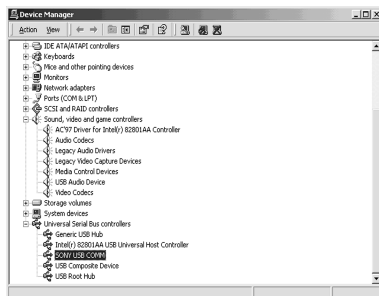 Device Manager
Action View
IDE ATA/ATAPI controllers
Keyboards
Mice and other pointing devices
Monitors
Network adapters
Ports (COM & LPT)
SCSI and RAID controllers
Sound, video and game controllers
AC'97 Driver for Intel(r) 82801AA Controller
Audio Codecs
Legacy Audio Drivers
Legacy Video Capture Devices
Media Control Devices
USB Audio Device
Video Codecs
Storage volumes
System devices
Universal Serial Bus controllers
Generic USB Hub
Intel(r) 82801AA USB Universal Host Controller
SONY USB COMM
USB Composite Device
USB Root Hub